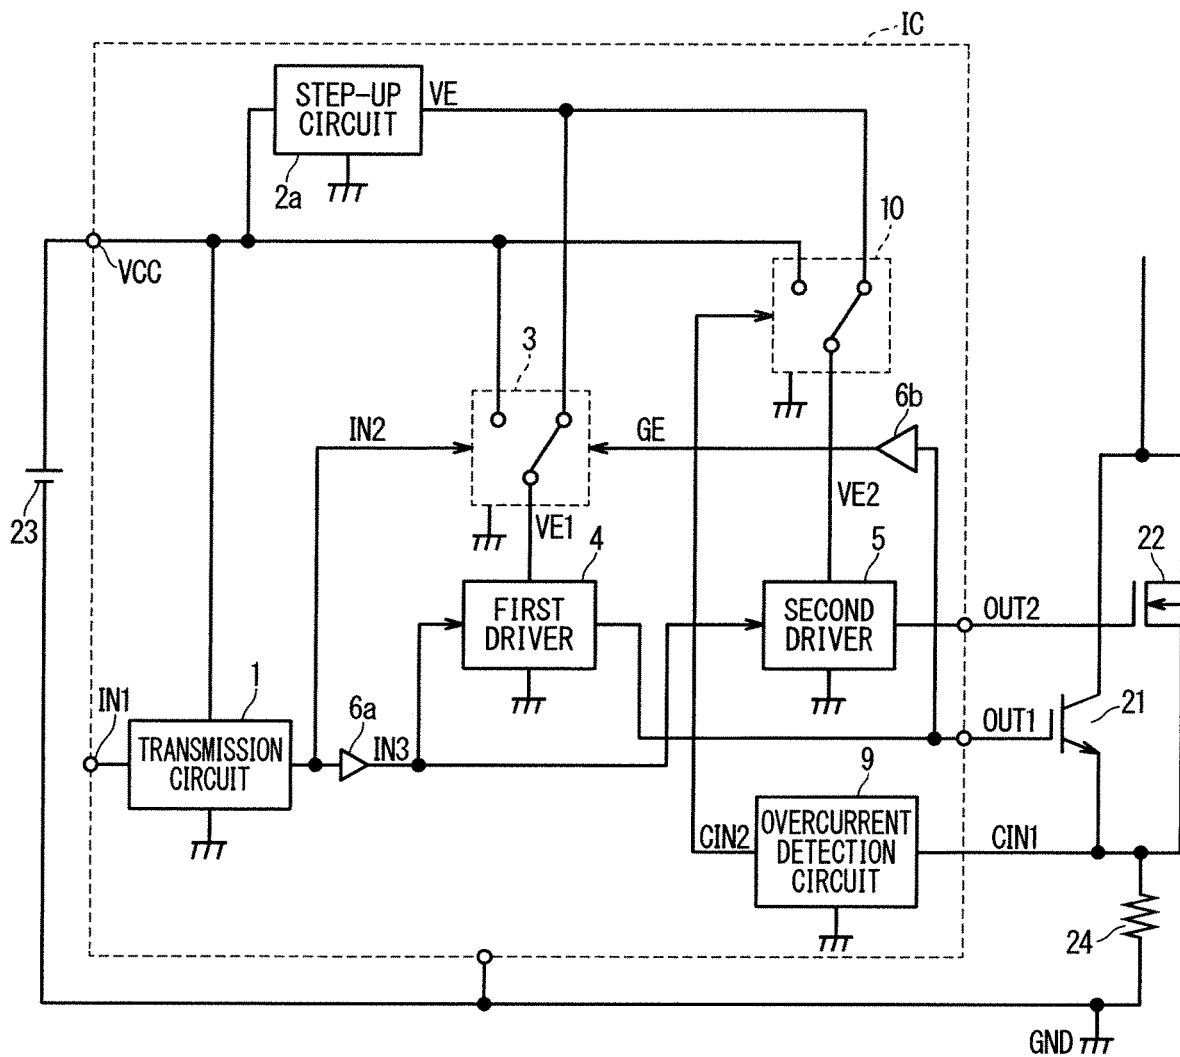 IC
STEP-UP
CIRCUIT
VE
2a
10
VCC
3
6b
IN2
GE
23
VE1
VE2
4
5
22
FIRST
DRIVER
SECOND
DRIVER
OUT2
1
IN1
6a
21
OUT1
TRANSMISSION
CIRCUIT
IN3
9
CIN2
OVERCURRENT
DETECTION
CIRCUIT
CIN1
24
GND